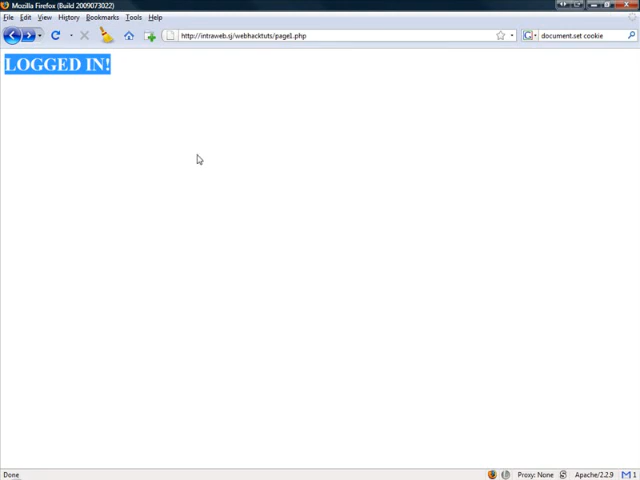 Mozilla Firefox (Build 2009073022)
File Edit View History Bookmarks Tools Help
http://intraweb.sj/webhacktuts/page1.php
document.set cookie
LOGGED IN!
Done
Proxy: None
Apache/2.2.9
1